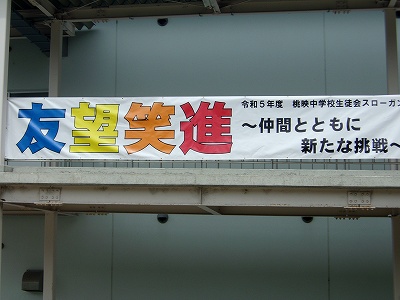 友望笑進
令和5年度 桃映中学校生徒会スローガン
～仲間とともに
新たな挑戦～